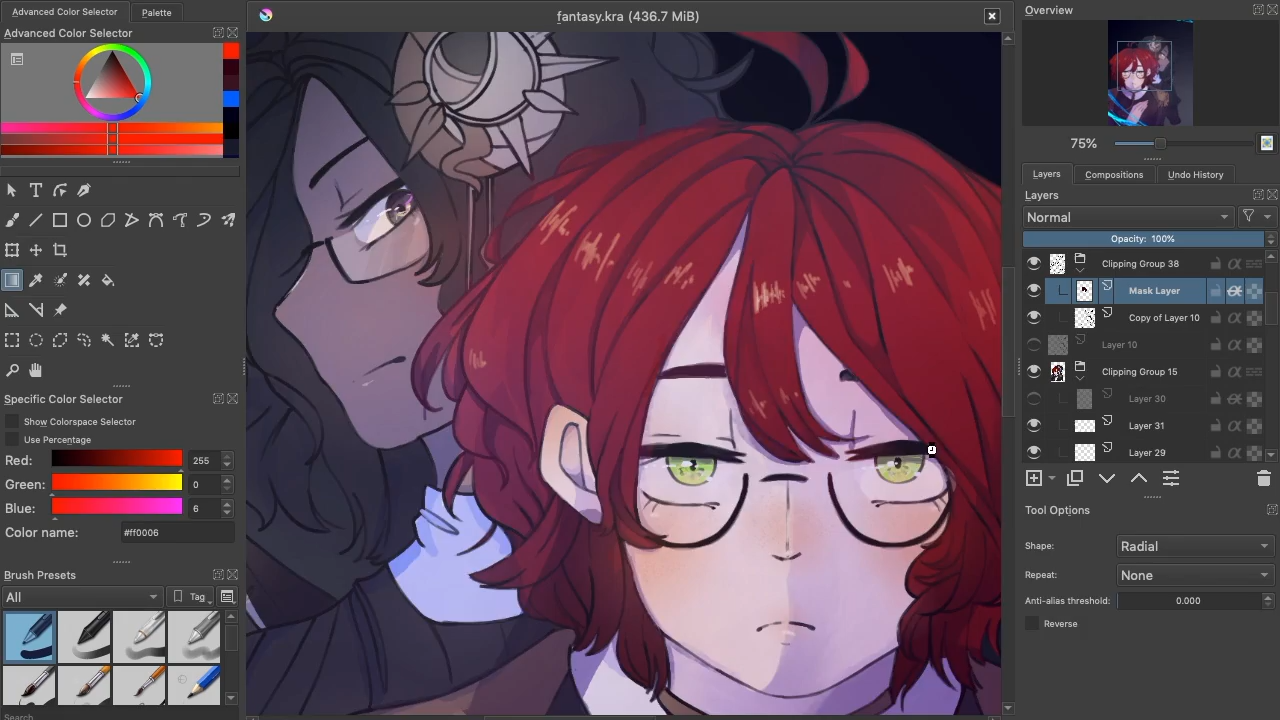 Advanced Color Selector
Palette
Advanced Color Selector
fantasy.kra (436.7 MiB)
Overview
75%
Layers
Compositions
Undo History
Layers
Normal
Opacity: 100%
Clipping Group 38
Mask Layer
Copy of Layer 10
Layer 10
Clipping Group 15
Layer 30
Layer 31
Layer 29
Specific Color Selector
Show Colorspace Selector
Use Percentage
Red: 255
Green: 0
Blue: 6
Color name: #ff0006
Brush Presets
All
Tag
Search
Tool Options
Shape: Radial
Repeat: None
Anti-alias threshold: 0.000
Reverse